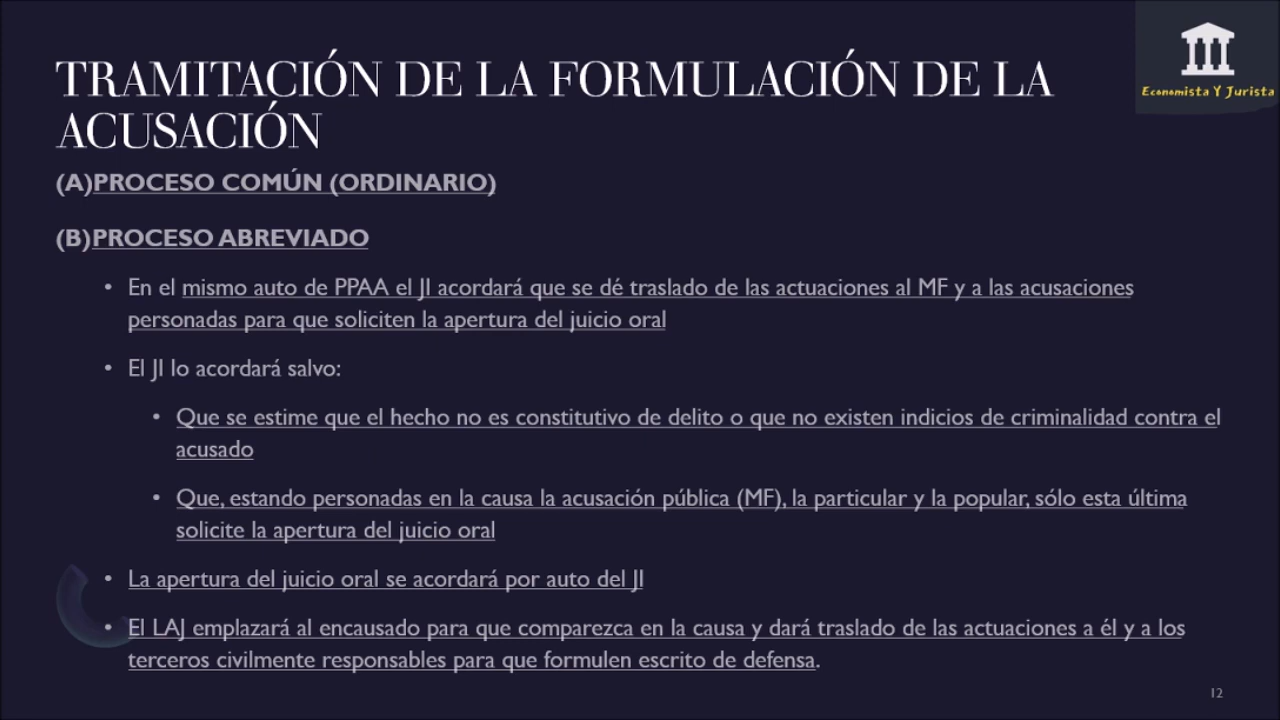 TRAMITACIÓN DE LA FORMULACIÓN DE LA
ACUSACIÓN
Economista Y Jurista
(A)PROCESO COMÚN (ORDINARIO)
(B)PROCESO ABREVIADO
• En el mismo auto de PPAA el JI acordará que se dé traslado de las actuaciones al MF y a las acusaciones
personadas para que soliciten la apertura del juicio oral
• El JI lo acordará salvo:
• Que se estime que el hecho no es constitutivo de delito o que no existen indicios de criminalidad contra el
acusado
• Que, estando personadas en la causa la acusación pública (MF), la particular y la popular, sólo esta última
solicite la apertura del juicio oral
• La apertura del juicio oral se acordará por auto del JI
• El LAJ emplazará al encausado para que comparezca en la causa y dará traslado de las actuaciones a él y a los
terceros civilmente responsables para que formulen escrito de defensa.
12